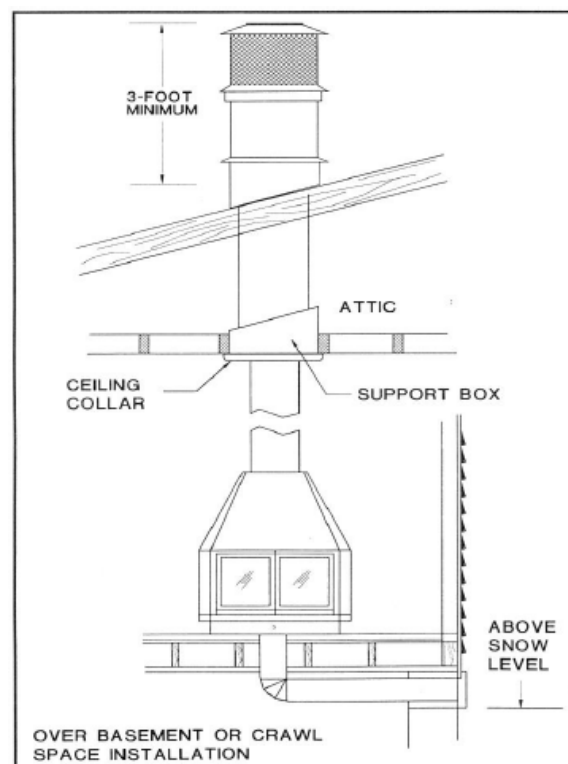 3-FOOT
MINIMUM
ATTIC
CEILING
COLLAR
SUPPORT BOX
ABOVE
SNOW
LEVEL
OVER BASEMENT OR CRAWL
SPACE INSTALLATION